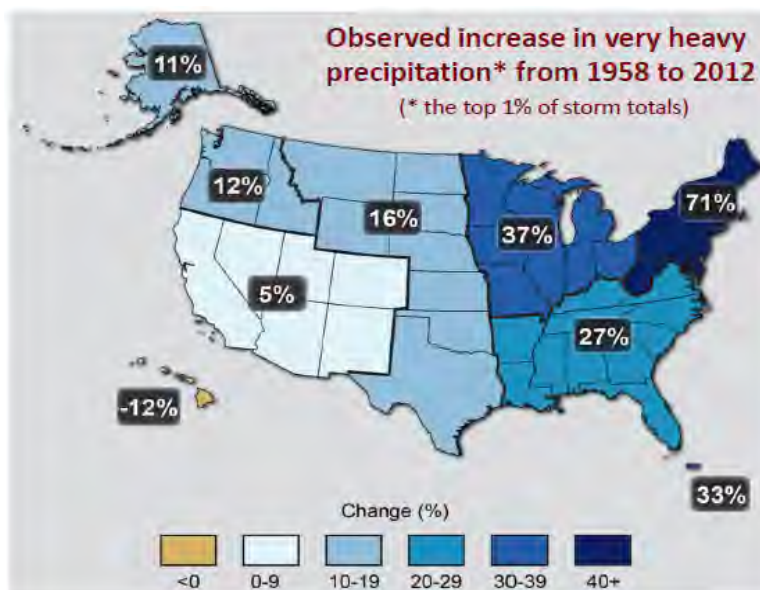 Observed increase in very heavy
precipitation* from 1958 to 2012
(* the top 1% of storm totals)
11%
12%
16%
37%
71%
5%
27%
-12%
33%
Change (%)
<0 0-9 10-19 20-29 30-39 40+